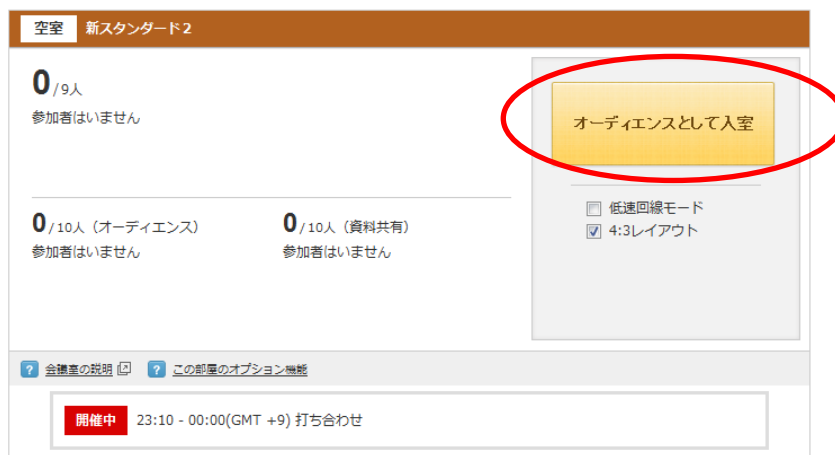 空室 新スタンダード2
0/9人
参加者はいません
オーディエンスとして入室
0/10人（オーディエンス） 0/10人（資料共有）
参加者はいません 参加者はいません
低速回線モード
4:3レイアウト
? 会議室の説明 ? この部屋のオプション機能
開催中 23:10 - 00:00(GMT +9) 打ち合わせ